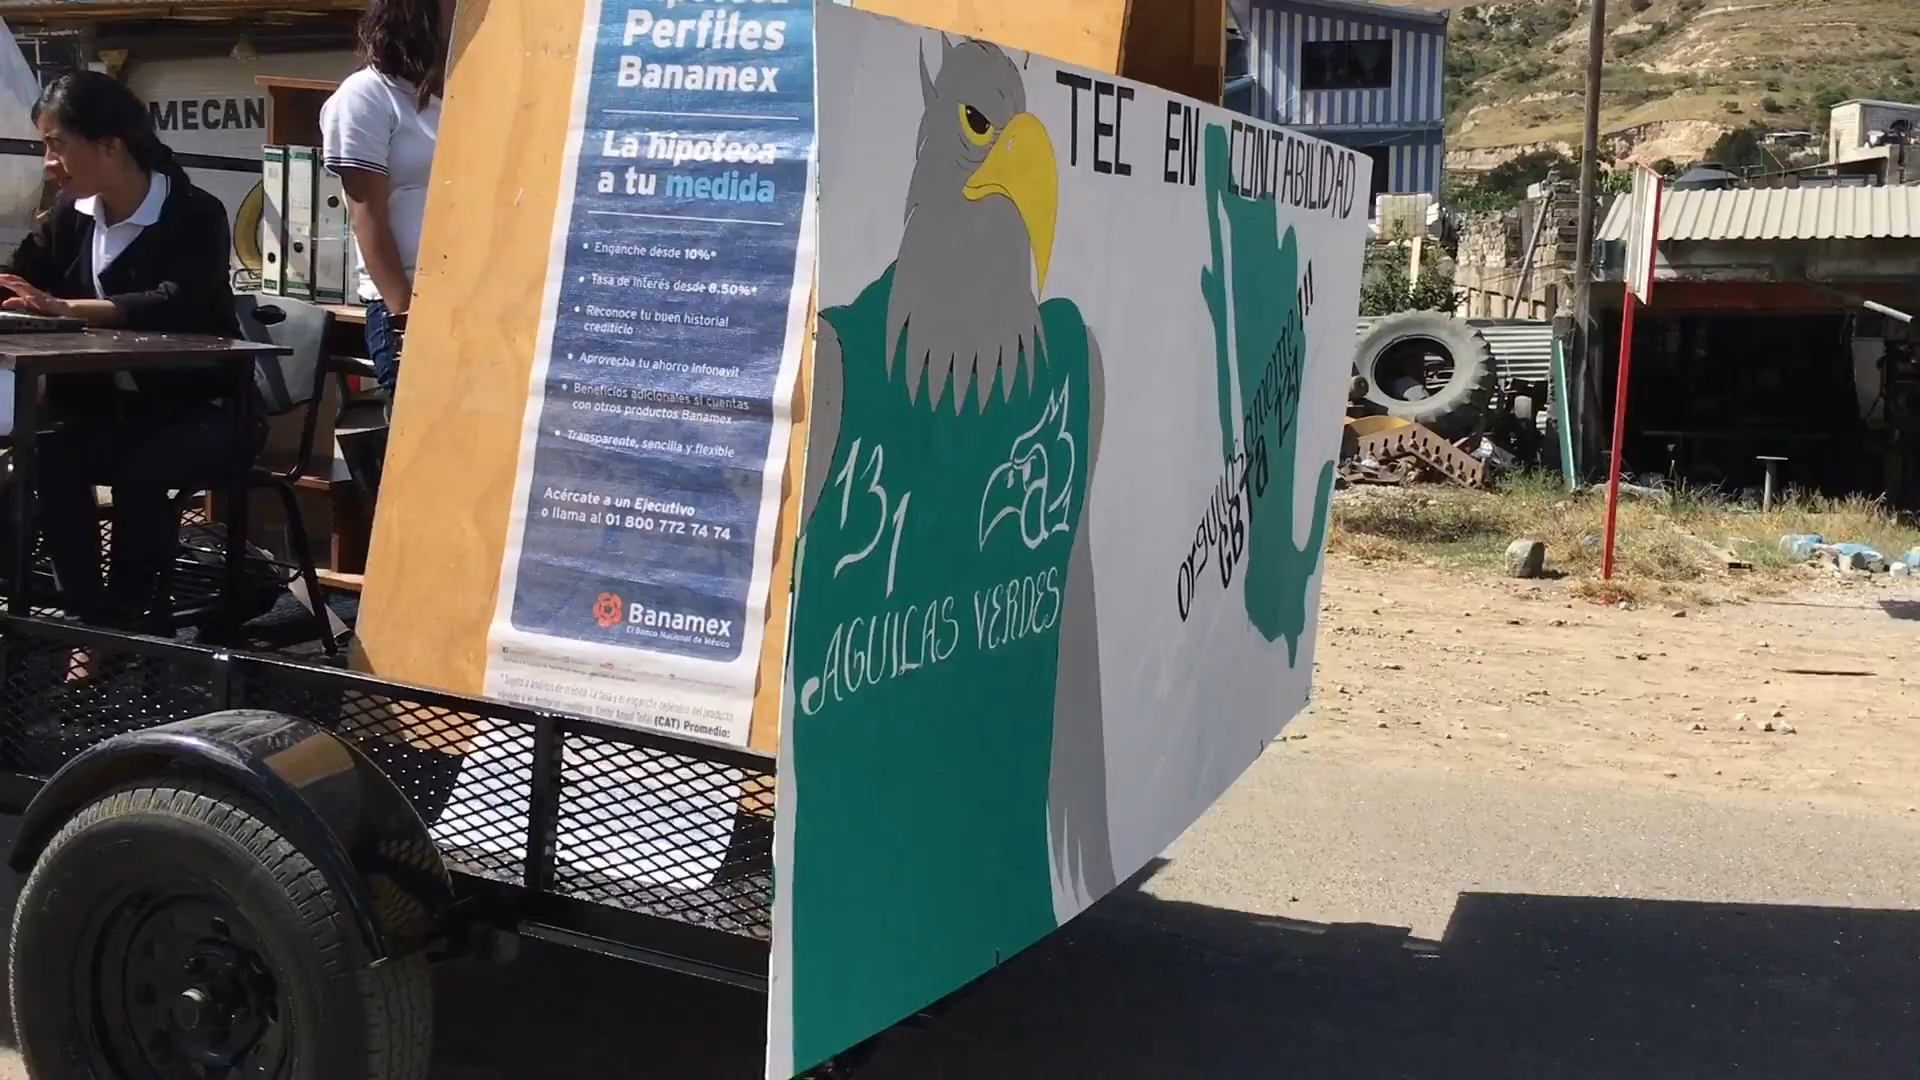 MECAN
Perfiles
Banamex
La hipoteca
a tu medida
• Enganche desde 10%*
• Tasa de interés desde 8.50%*
• Reconoce tu buen historial
crediticio
• Aprovecha tu ahorro Infonavit
• Beneficios adicionales si cuentas
con otros productos Banamex
• Transparente, sencilla y flexible
Acércate a un Ejecutivo
o llama al 01 800 772 74 74
Banamex
El Banco Nacional de México
(CAT) Promedio:
TEC EN CONTABILIDAD
131
131
AGUILAS VERDES
Orgullosamente !!!
CBTa 131